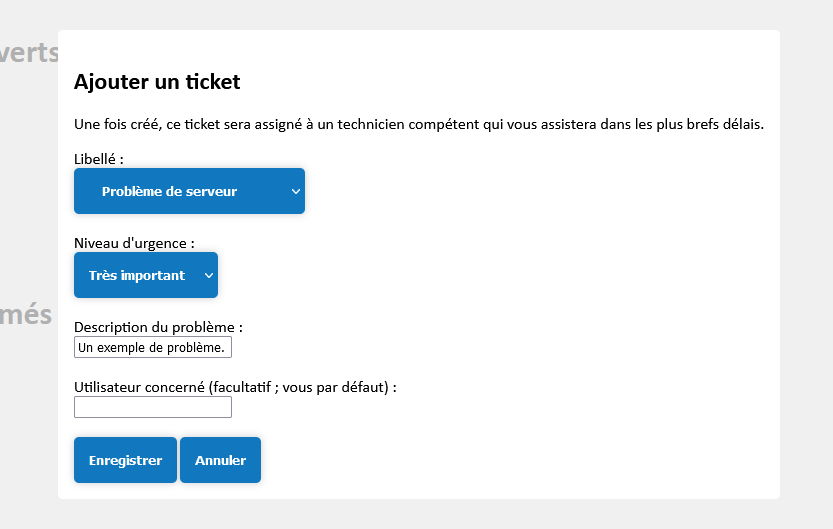 verts
Ajouter un ticket
Une fois créé, ce ticket sera assigné à un technicien compétent qui vous assistera dans les plus brefs délais.
Libellé :
Problème de serveur
Niveau d'urgence :
Très important
més
Description du problème :
Un exemple de problème.
Utilisateur concerné (facultatif ; vous par défaut) :
Enregistrer Annuler